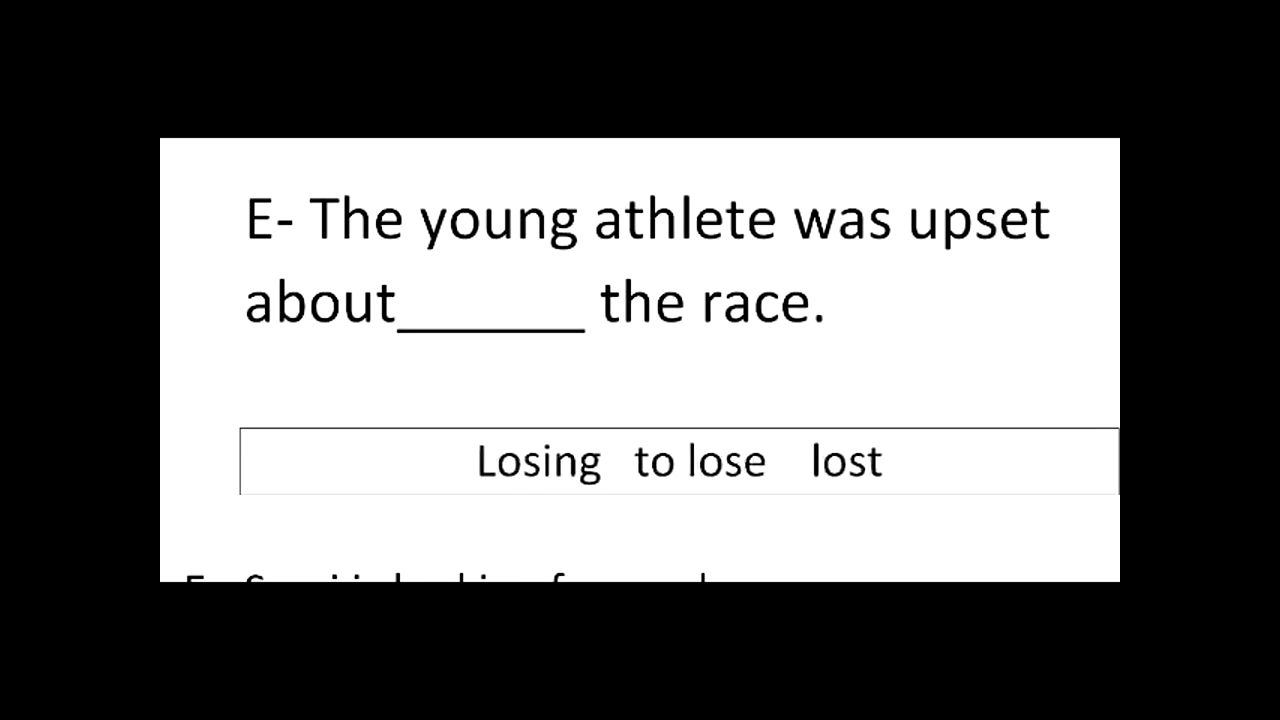 E- The young athlete was upset
about______ the race.
Losing to lose lost